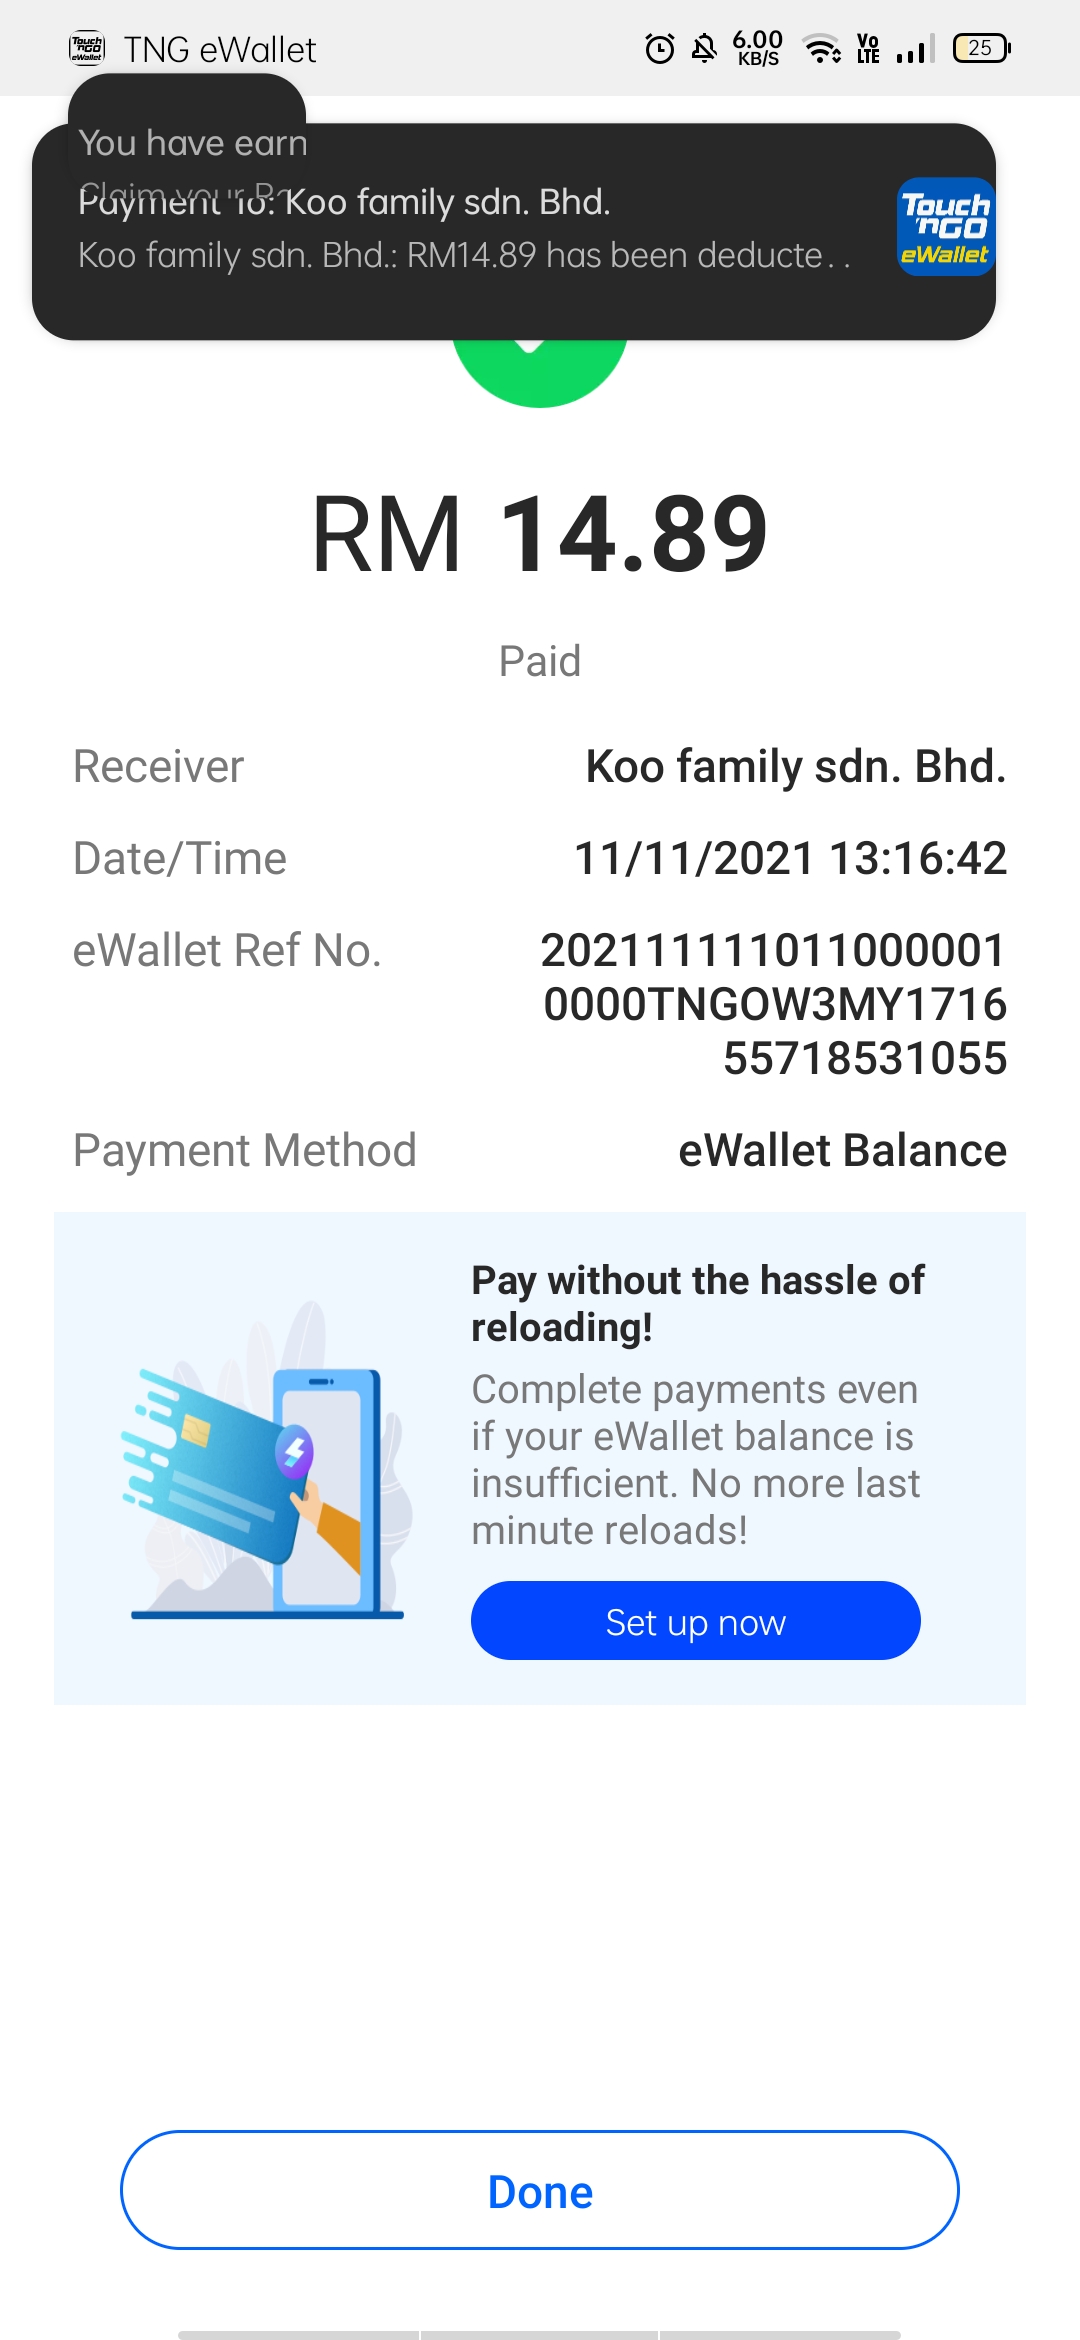 TNG eWallet
6.00 KB/S
Vo LTE
25
You have earn
Claim your
Payment To: Koo family sdn. Bhd.
Koo family sdn. Bhd.: RM14.89 has been deducte. .
Touch 'nGO eWallet
RM 14.89
Paid
Receiver Koo family sdn. Bhd.
Date/Time 11/11/2021 13:16:42
eWallet Ref No. 202111111011000001
0000TNGOW3MY1716
55718531055
Payment Method eWallet Balance
Pay without the hassle of
reloading!
Complete payments even
if your eWallet balance is
insufficient. No more last
minute reloads!
Set up now
Done